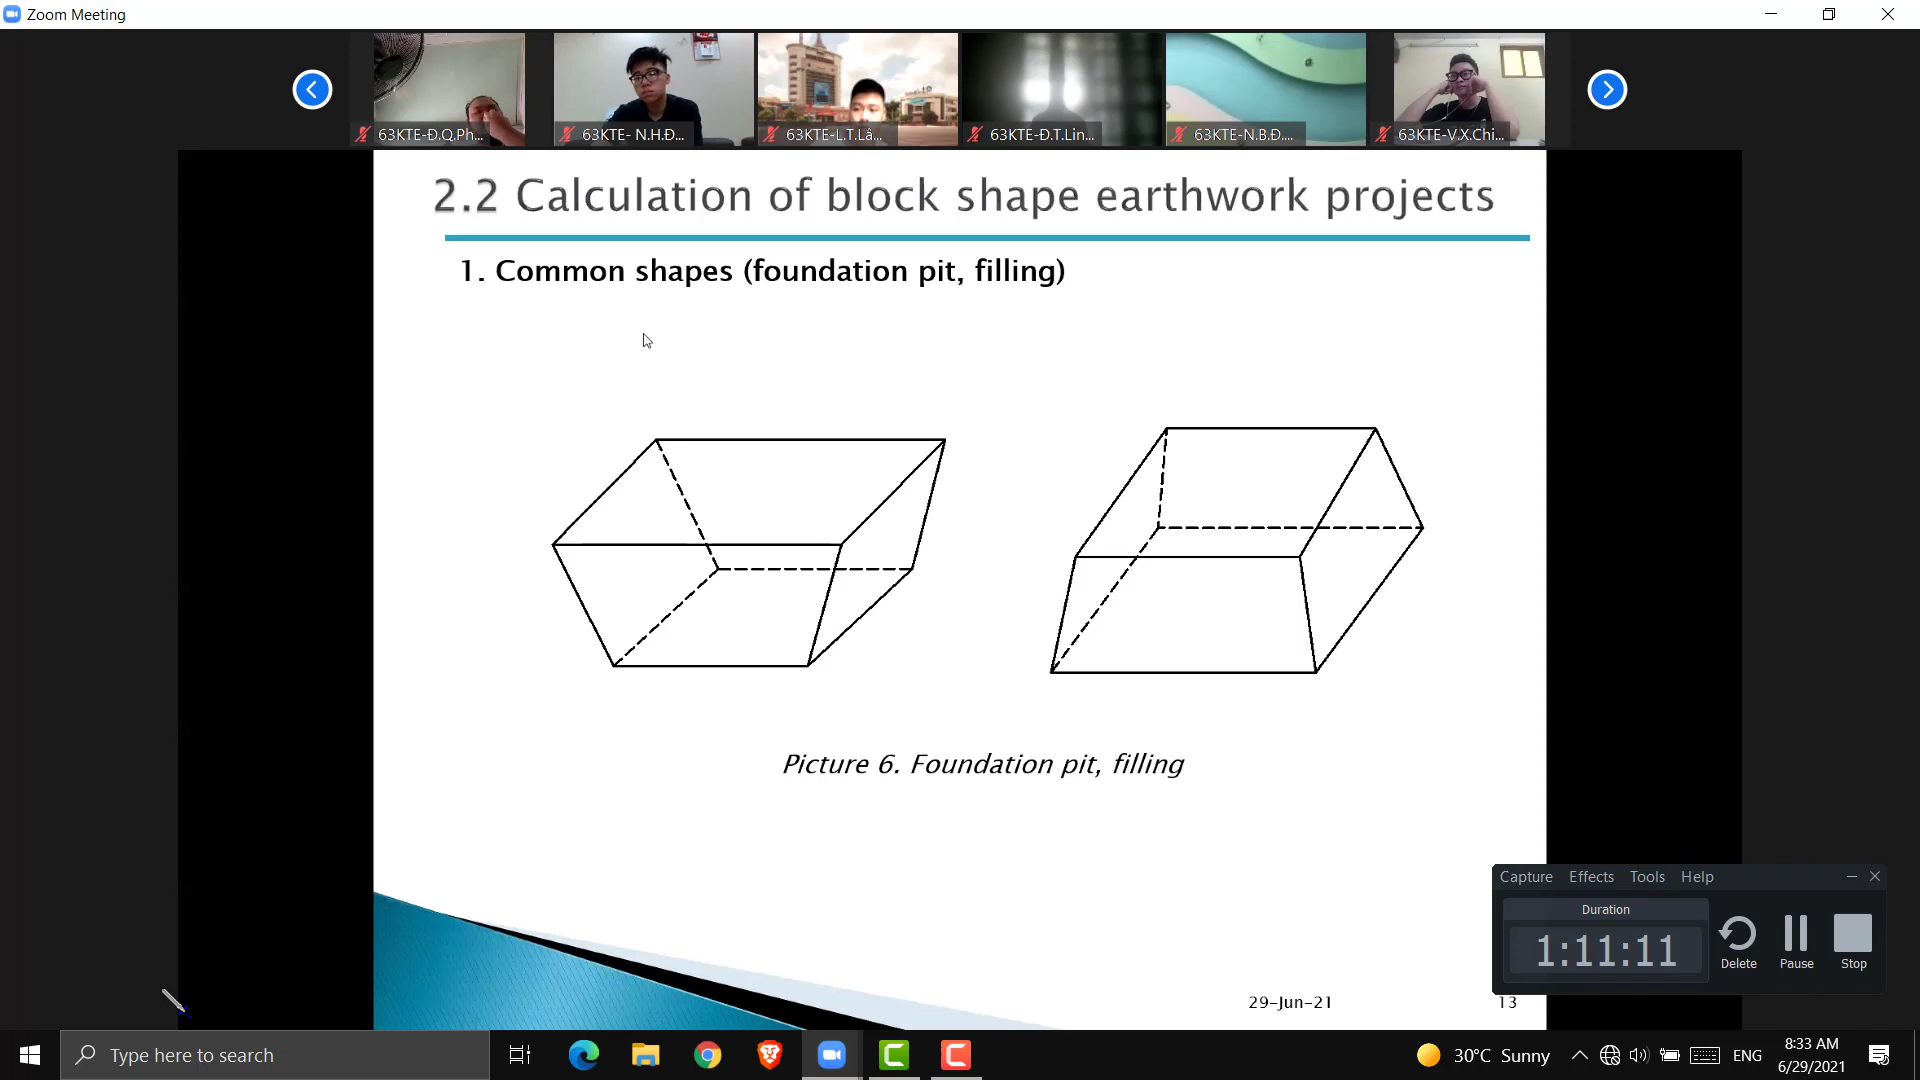 Zoom Meeting
63KTE-Đ.Q.Ph...
63KTE- N.H.Đ...
63KTE-L.T.Lâ...
63KTE-Đ.T.Lin...
63KTE-N.B.Đ....
63KTE-V.X.Chi...
2.2 Calculation of block shape earthwork projects
1. Common shapes (foundation pit, filling)
Picture 6. Foundation pit, filling
Capture Effects Tools Help
Duration
1:11:11
Delete Pause Stop
29-Jun-21 13
Type here to search
30°C Sunny
ENG
8:33 AM
6/29/2021